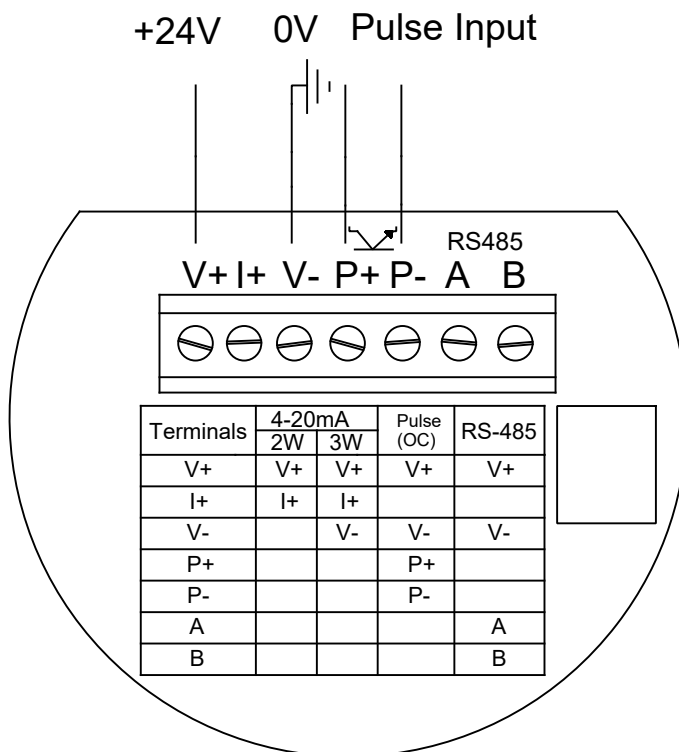 +24V 0V Pulse Input
RS485
V+ I+ V- P+ P- A B
Terminals 4-20mA Pulse (OC) RS-485
2W 3W
V+ V+ V+ V+ V+
I+ I+ I+
V- V- V- V-
P+ P+
P- P-
A A
B B